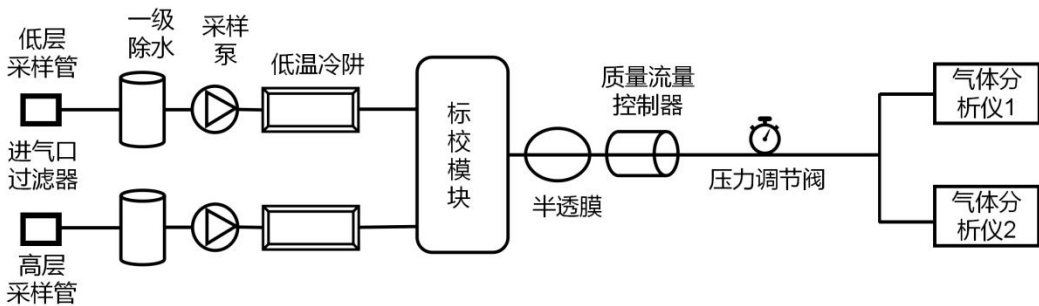 低层
采样管
一级
除水
采样
泵
低温冷阱
进气口
过滤器
高层
采样管
标
校
模
块
半透膜
质量流量
控制器
压力调节阀
气体分
析仪1
气体分
析仪2